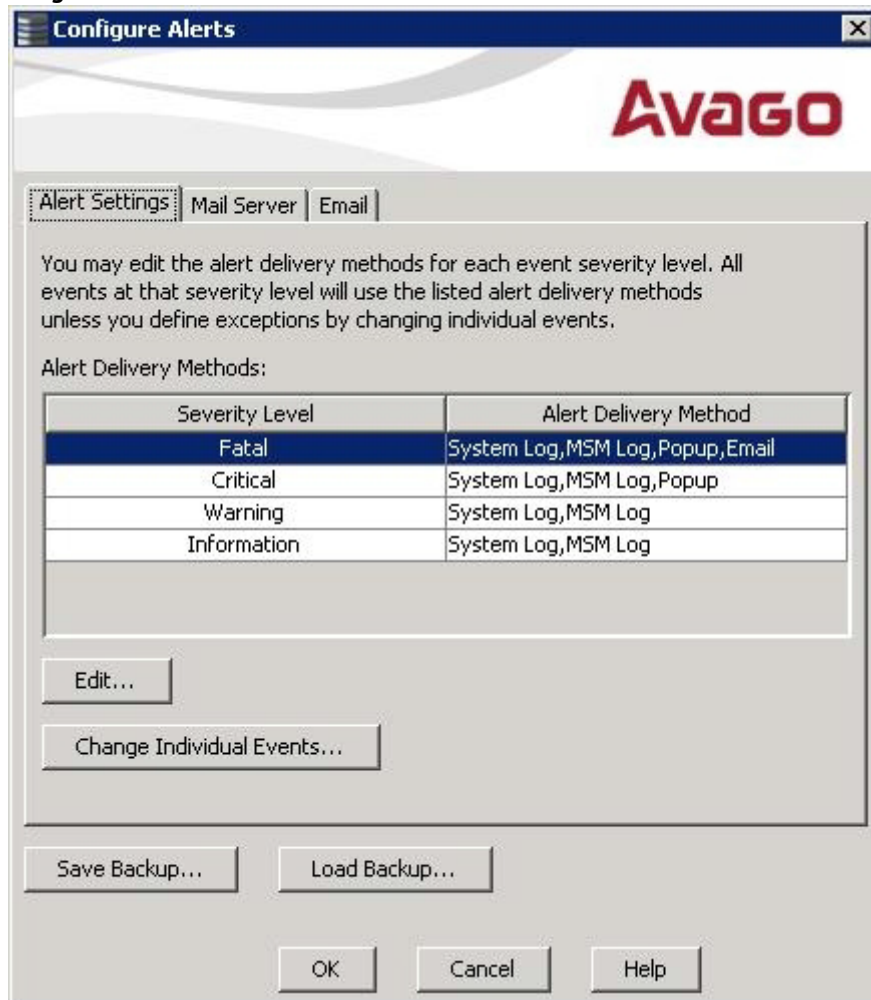 Configure Alerts
Avago
Alert Settings Mail Server Email
You may edit the alert delivery methods for each event severity level. All
events at that severity level will use the listed alert delivery methods
unless you define exceptions by changing individual events.
Alert Delivery Methods:
Severity Level Alert Delivery Method
Fatal System Log,MSM Log,Popup,Email
Critical System Log,MSM Log,Popup
Warning System Log,MSM Log
Information System Log,MSM Log
Edit...
Change Individual Events...
Save Backup... Load Backup...
OK Cancel Help